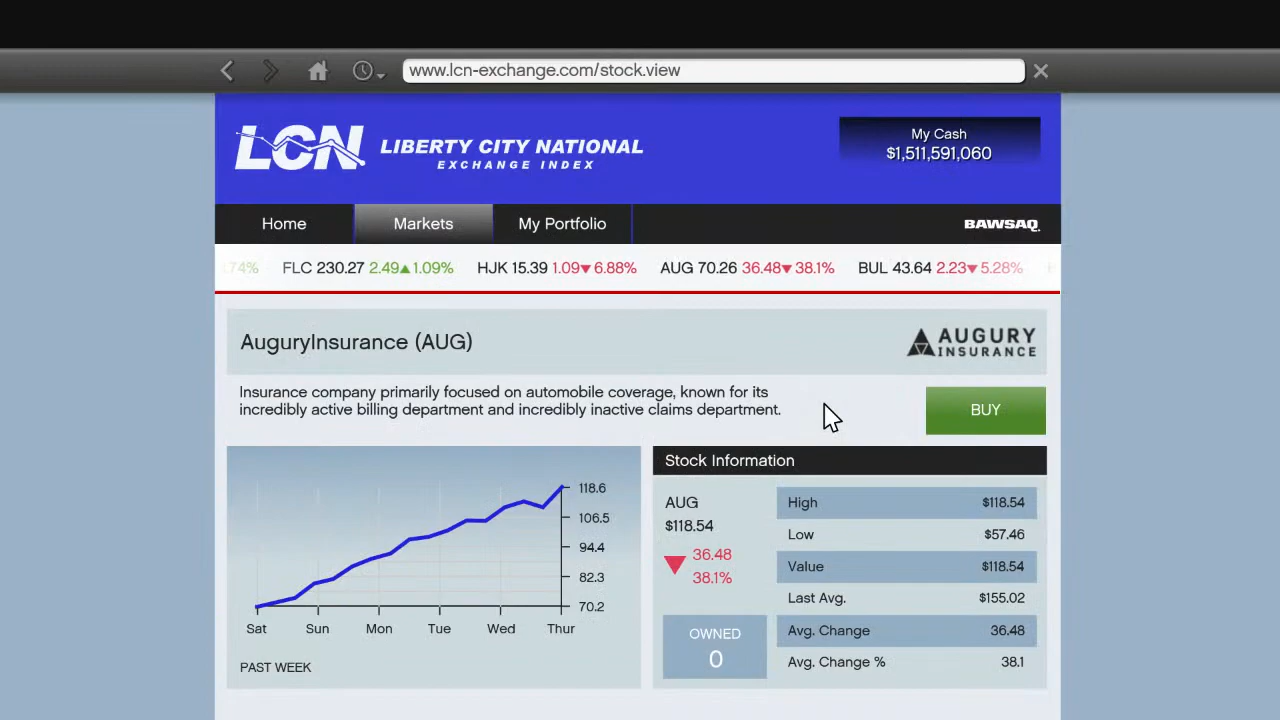 www.lcn-exchange.com/stock.view
LCN LIBERTY CITY NATIONAL
EXCHANGE INDEX
My Cash
$1,511,591,060
Home Markets My Portfolio BAWSAQ
.74% FLC 230.27 2.49▲1.09% HJK 15.39 1.09▼6.88% AUG 70.26 36.48▼38.1% BUL 43.64 2.23▼5.28%
AuguryInsurance (AUG)
AUGURY
INSURANCE
Insurance company primarily focused on automobile coverage, known for its
incredibly active billing department and incredibly inactive claims department.
BUY
118.6
106.5
94.4
82.3
70.2
Sat Sun Mon Tue Wed Thur
PAST WEEK
Stock Information
AUG
$118.54
36.48
38.1%
OWNED
0
High $118.54
Low $57.46
Value $118.54
Last Avg. $155.02
Avg. Change 36.48
Avg. Change % 38.1